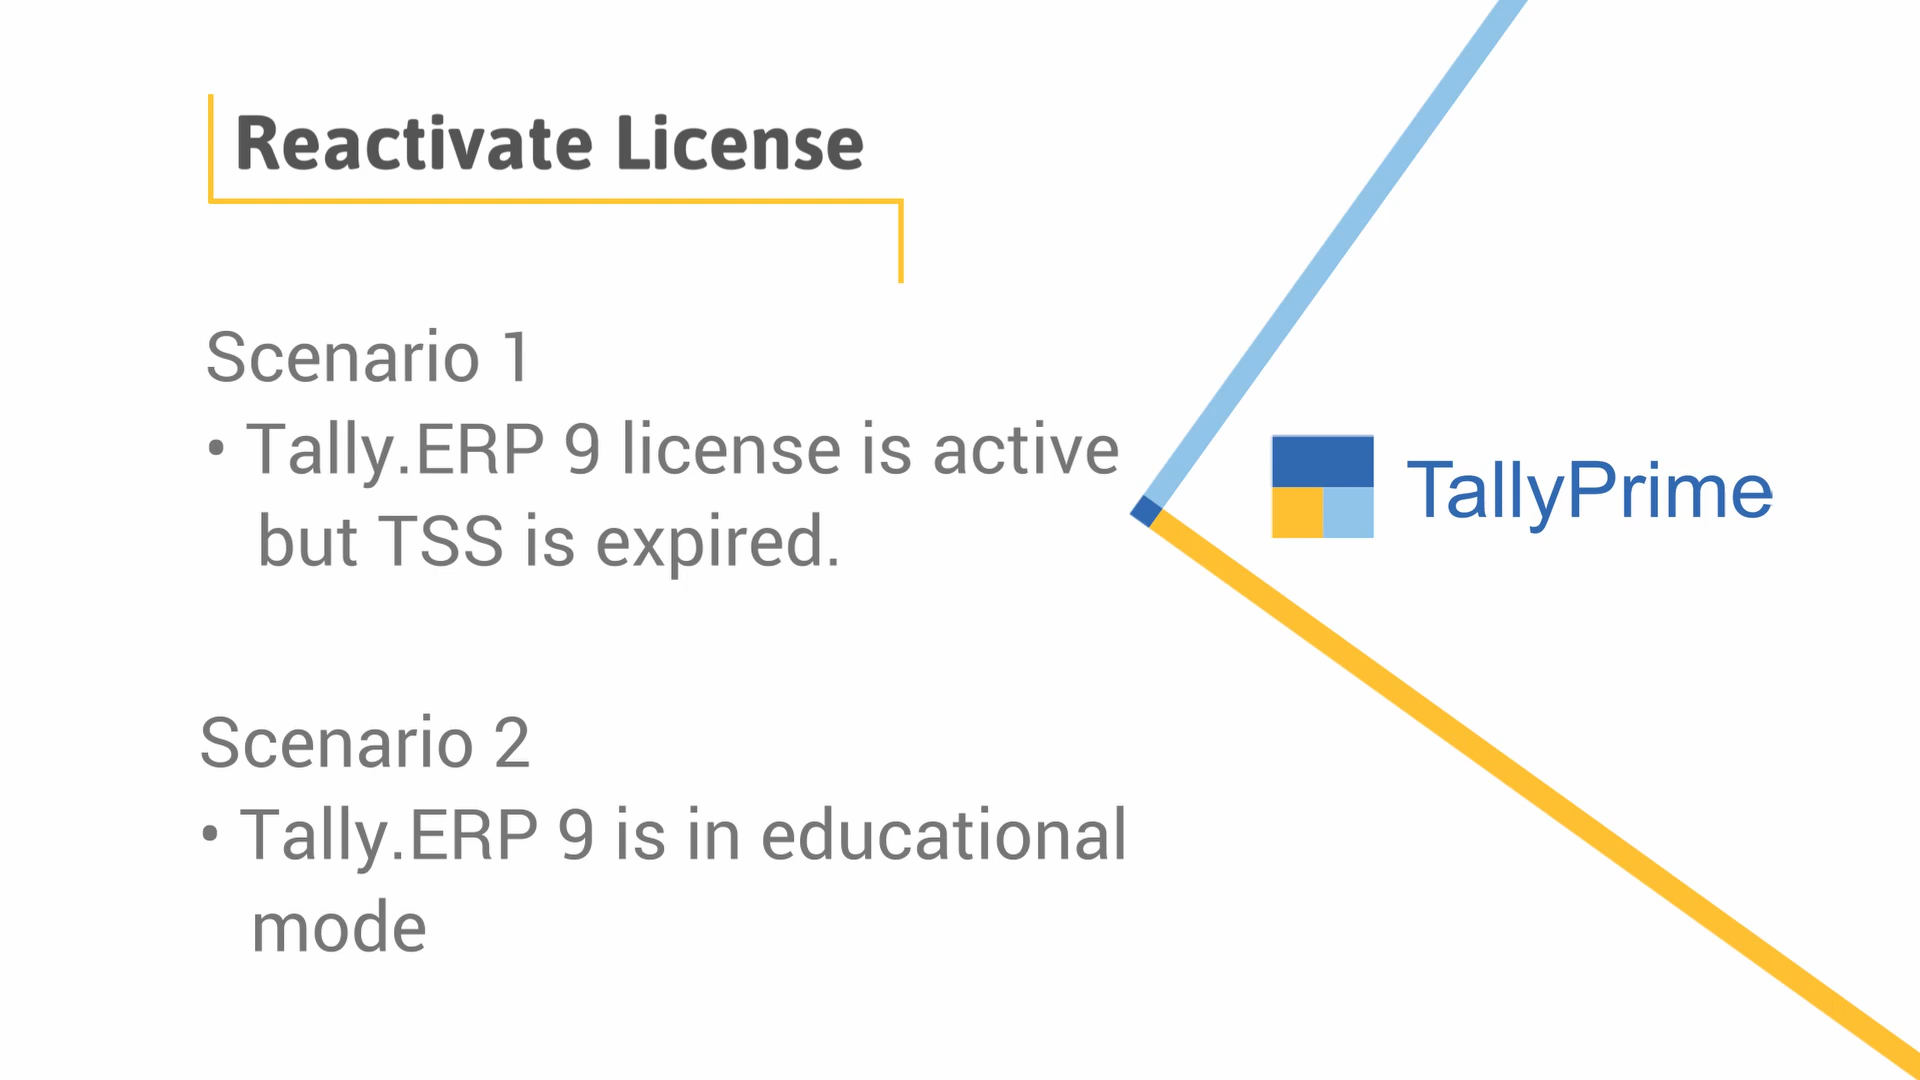 Reactivate License
Scenario 1
• Tally.ERP 9 license is active
but TSS is expired.
Scenario 2
• Tally.ERP 9 is in educational
mode
TallyPrime